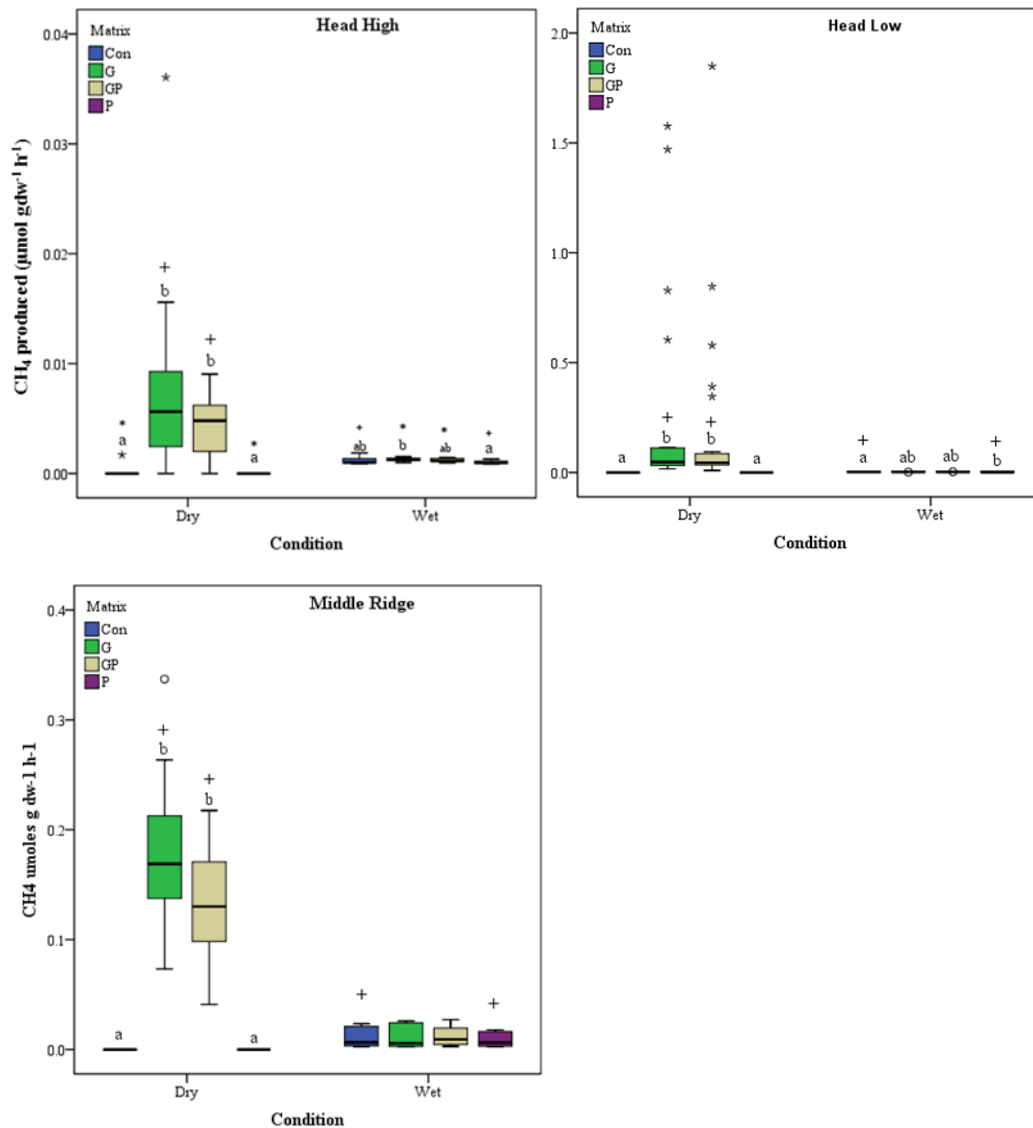 Head High
Matrix
Con
G
GP
P
CH₄ produced (µmol gdw⁻¹ h⁻¹)
0.04
0.03
0.02
0.01
0.00
*
+
b
+
b
*
a
*
*
a
+
ab
*
b
*
ab
+
a
Dry
Wet
Condition
Head Low
Matrix
Con
G
GP
P
2.0
1.5
1.0
0.5
0.0
a
b
b
a
a
ab
ab
b
Dry
Wet
Condition
Middle Ridge
Matrix
Con
G
GP
P
CH4 umoles g dw-1 h-1
0.4
0.3
0.2
0.1
0.0
a
b
b
a
Dry
Wet
Condition